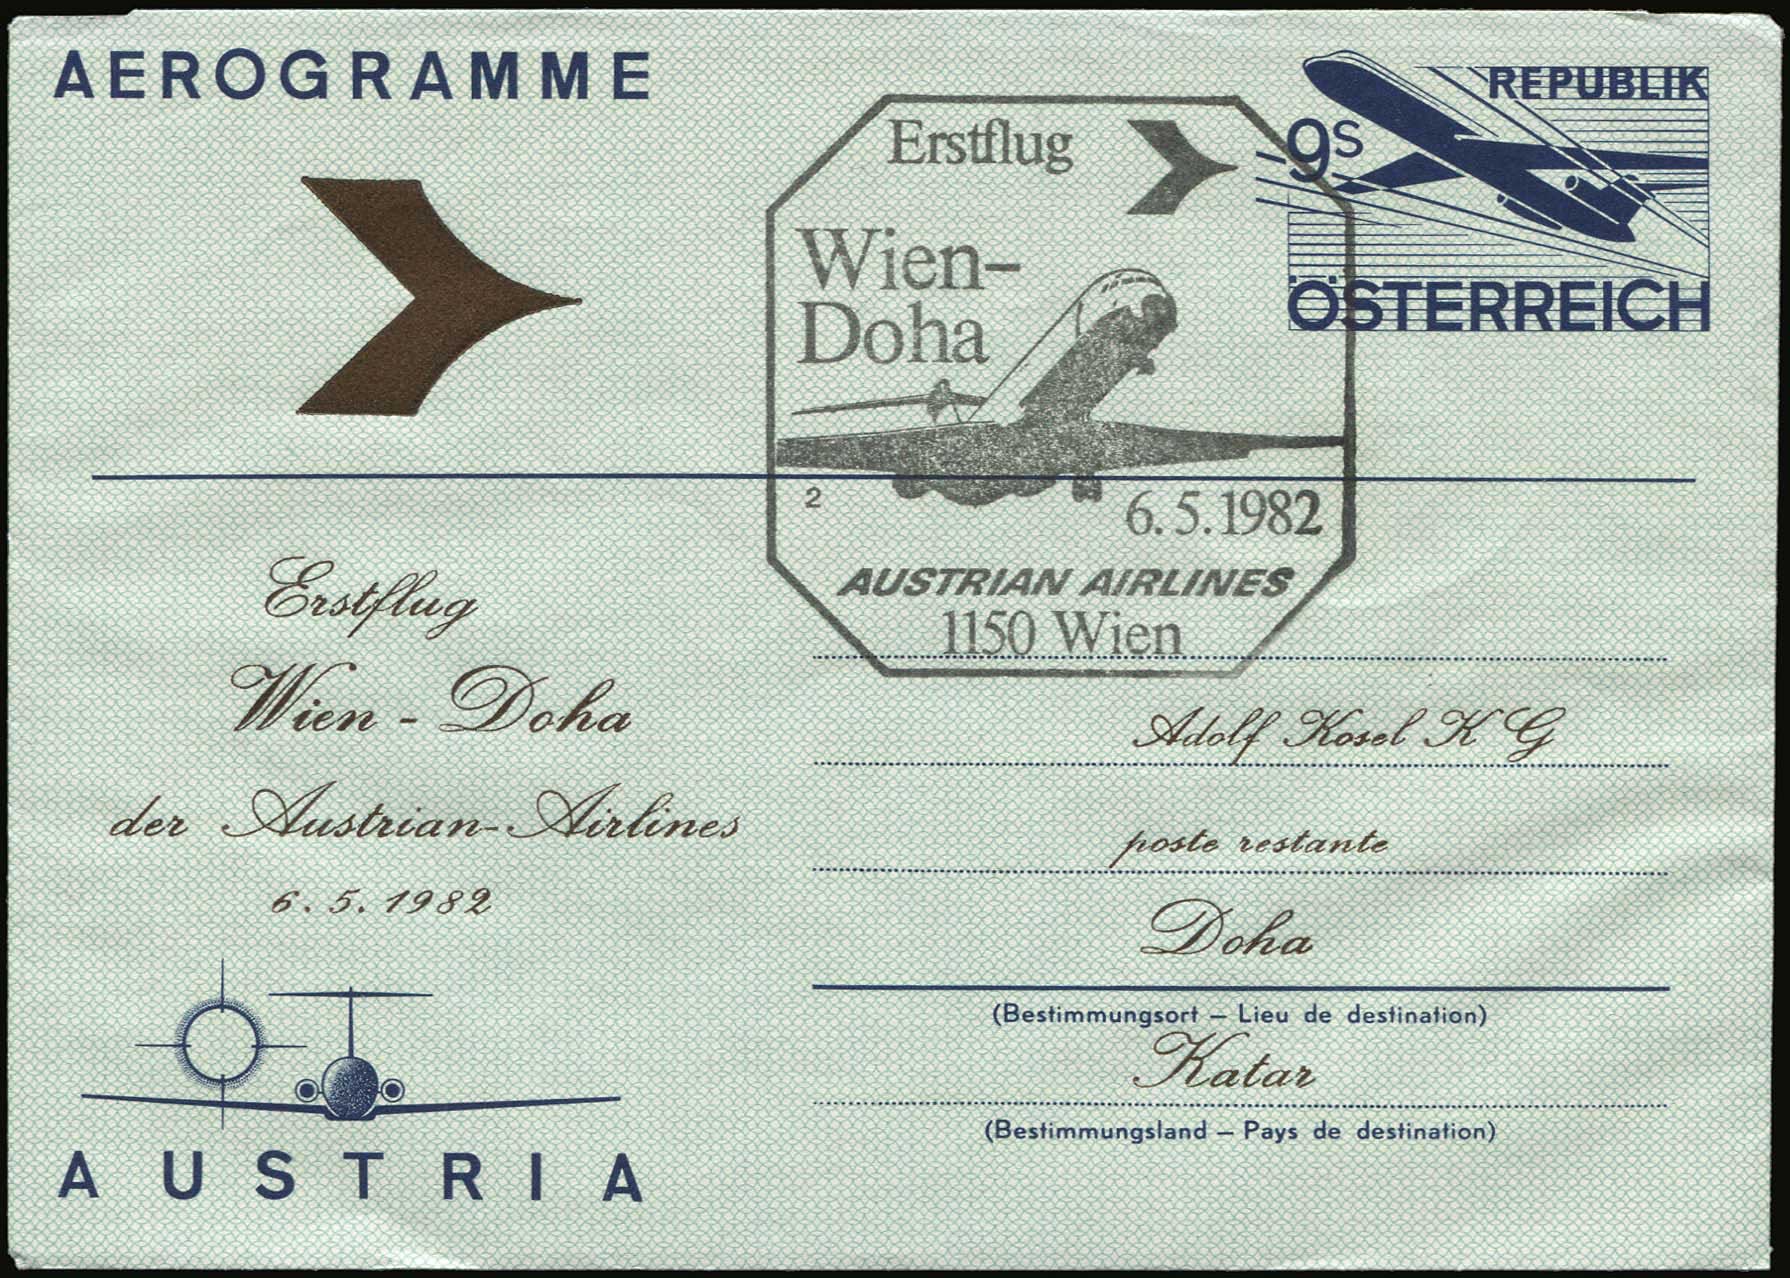 AEROGRAMME
REPUBLIK
9S
ÖSTERREICH
Erstflug
Wien-
Doha
2
6.5.1982
AUSTRIAN AIRLINES
1150 Wien
Erstflug
Wien - Doha
der Austrian-Airlines
6.5.1982
AUSTRIA
Adolf Kosel KG
poste restante
Doha
(Bestimmungsort – Lieu de destination)
Katar
(Bestimmungsland – Pays de destination)